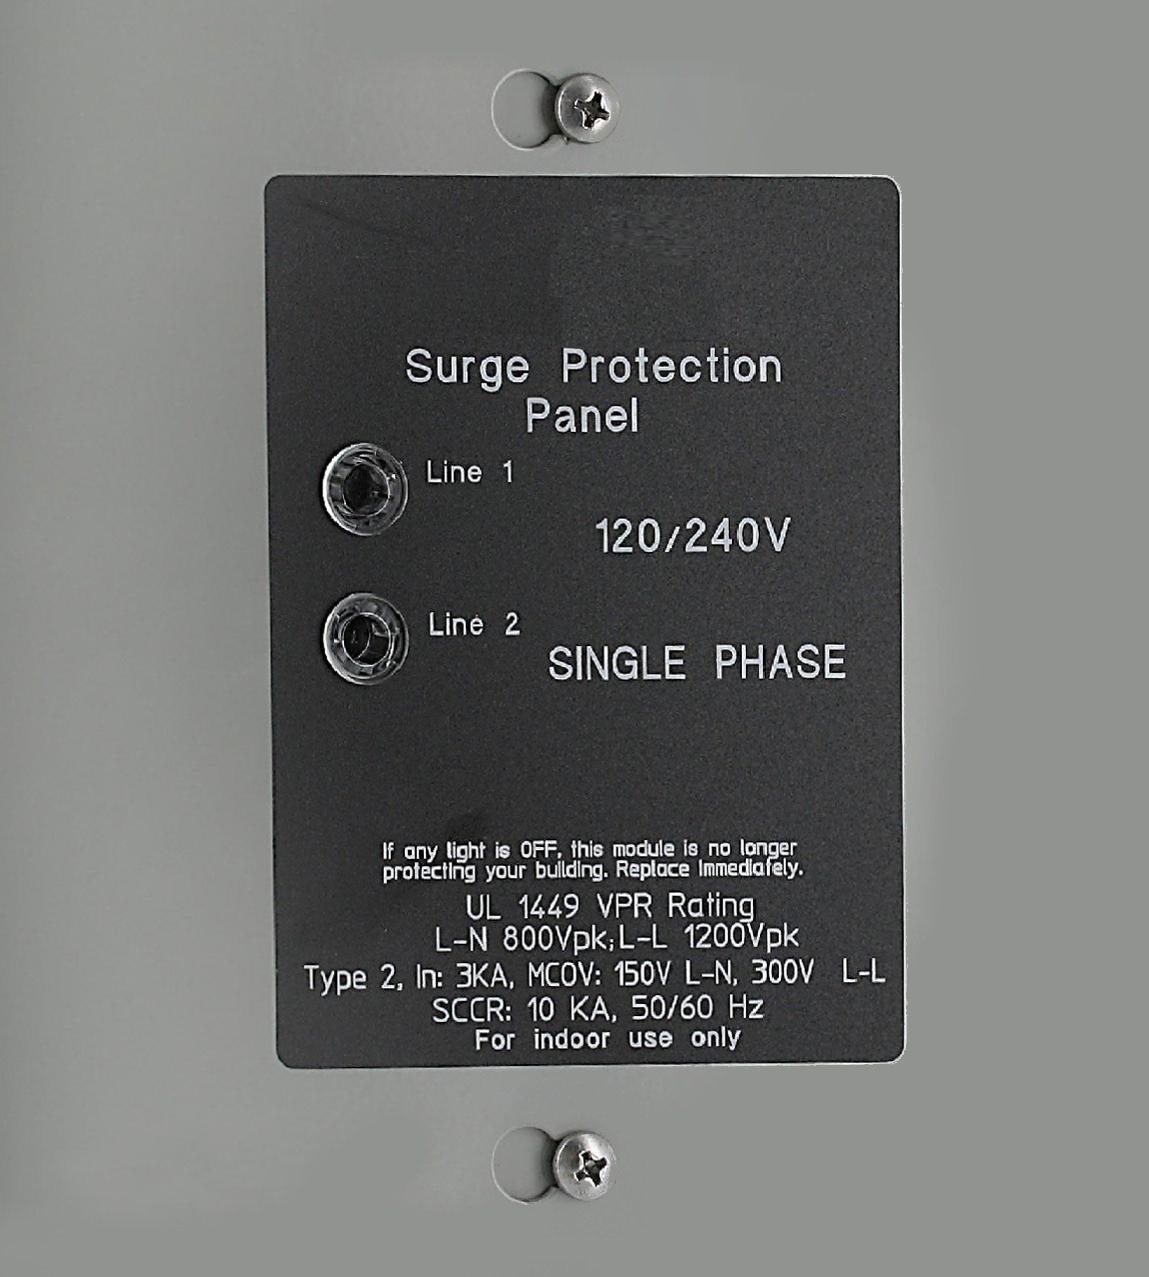 Surge Protection
Panel
Line 1
120/240V
Line 2
SINGLE PHASE
If any light is OFF, this module is no longer
protecting your building. Replace Immediately.
UL 1449 VPR Rating
L-N 800Vpk; L-L 1200Vpk
Type 2, In: 3KA, MCOV: 150V L-N, 300V L-L
SCCR: 10 KA, 50/60 Hz
For indoor use only